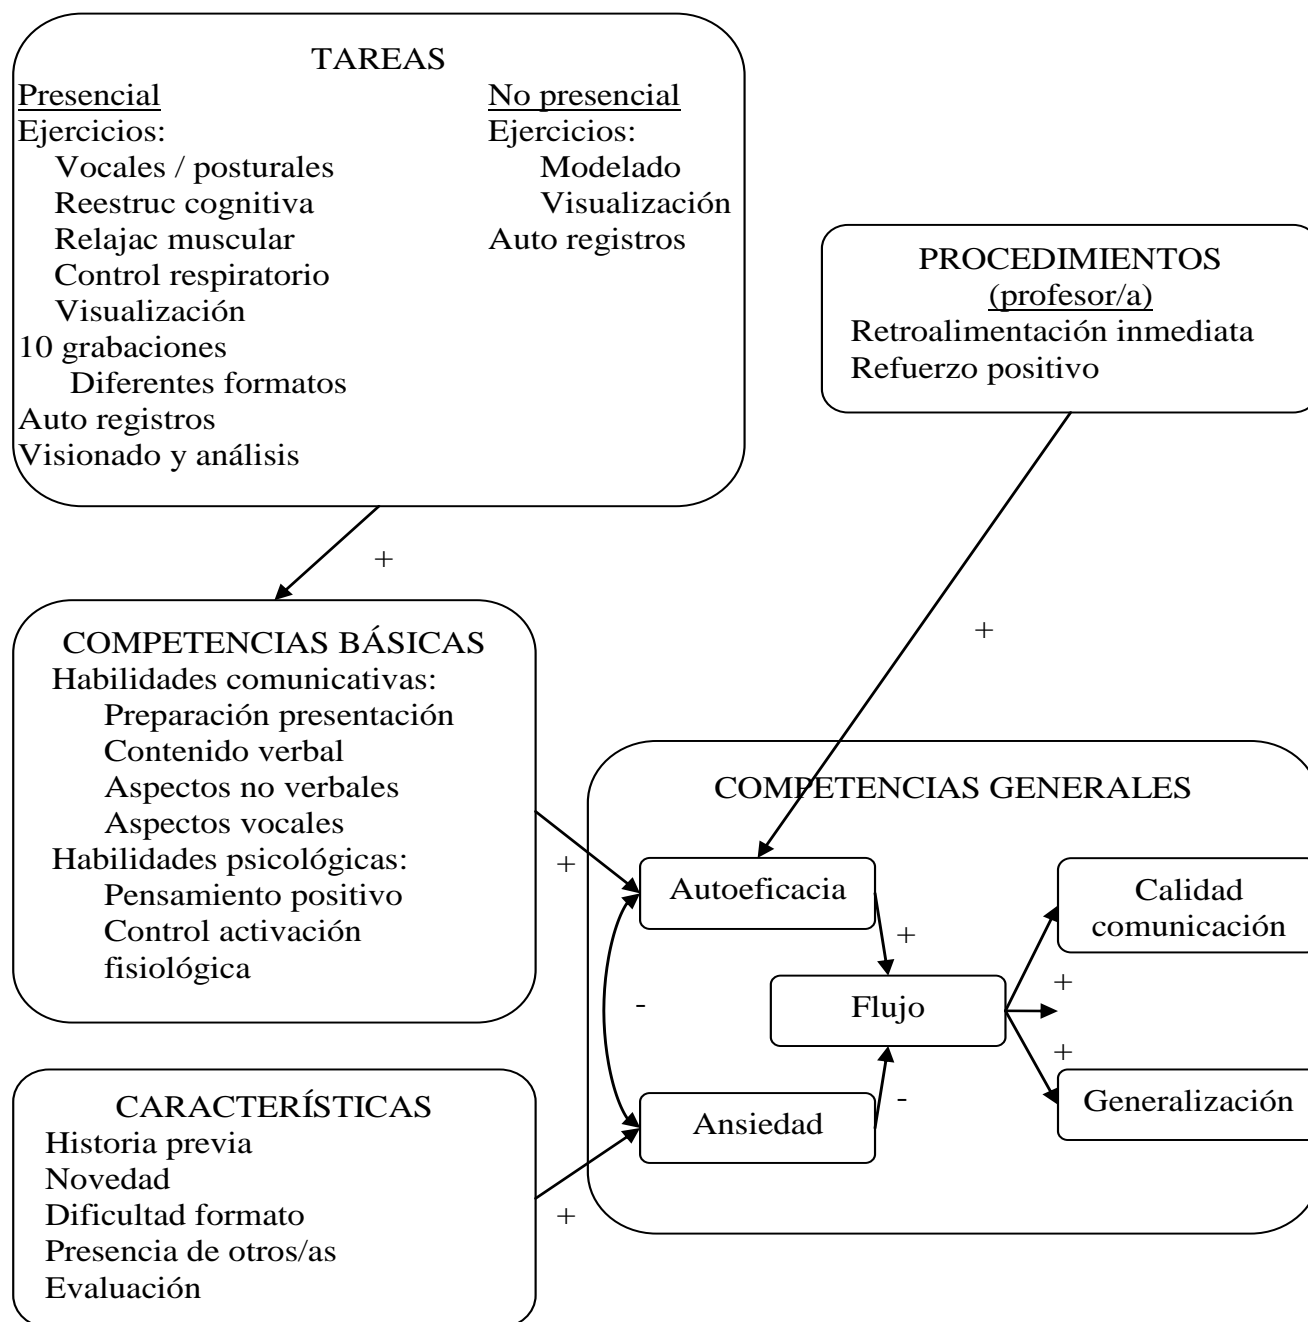 TAREAS
Presencial
Ejercicios:
Vocales / posturales
Reestruc cognitiva
Relajac muscular
Control respiratorio
Visualización
10 grabaciones
Diferentes formatos
Auto registros
Visionado y análisis
No presencial
Ejercicios:
Modelado
Visualización
Auto registros
PROCEDIMIENTOS
(profesor/a)
Retroalimentación inmediata
Refuerzo positivo
+
+
COMPETENCIAS BÁSICAS
Habilidades comunicativas:
Preparación presentación
Contenido verbal
Aspectos no verbales
Aspectos vocales
Habilidades psicológicas:
Pensamiento positivo
Control activación
fisiológica
+
COMPETENCIAS GENERALES
Autoeficacia
+
Calidad
comunicación
-
Flujo
+
+
Ansiedad
-
Generalización
CARACTERÍSTICAS
Historia previa
Novedad
Dificultad formato
Presencia de otros/as
Evaluación
+